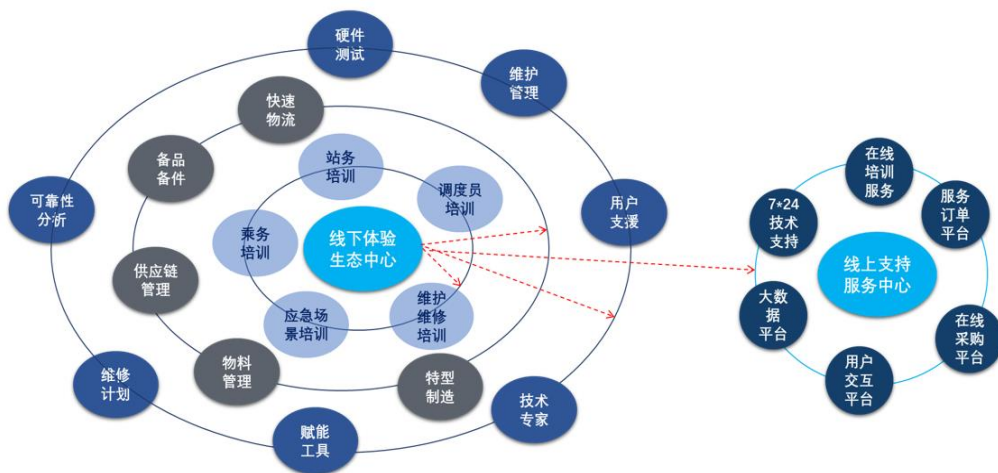 硬件
测试
维护
管理
快速
物流
备品
备件
站务
培训
调度员
培训
可靠性
分析
用户
支援
乘务
培训
线下体验
生态中心
供应链
管理
应急场
景培训
维护
维修
培训
物料
管理
特型
制造
维修
计划
赋能
工具
技术
专家
在线
培训
服务
7*24
技术
支持
服务
订单
平台
线上支持
服务中心
大数
据
平台
在线
采购
平台
用户
交互
平台